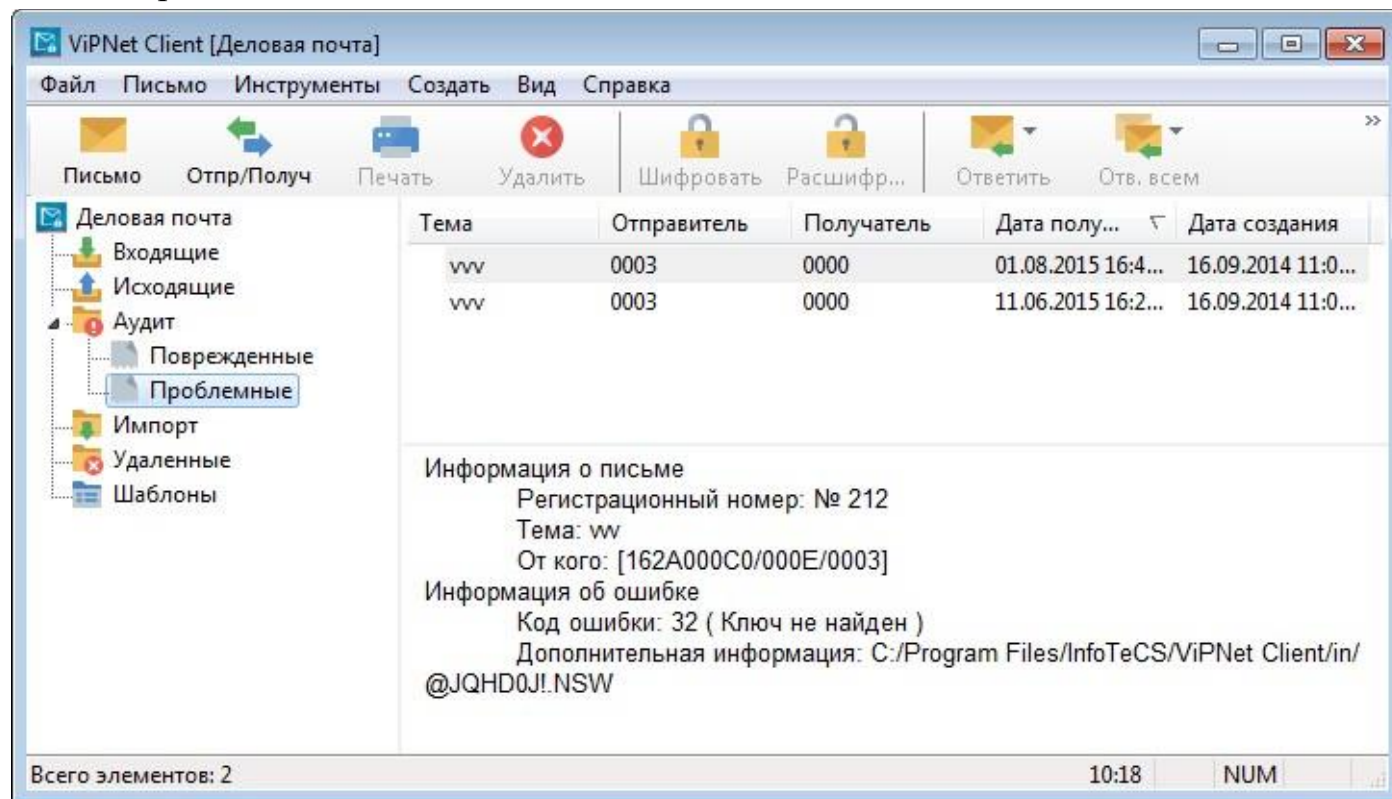 ViPNet Client [Деловая почта]
Файл Письмо Инструменты Создать Вид Справка
Письмо Отпр/Получ Печать Удалить Шифровать Расшифр... Ответить Отв. всем »
Деловая почта
Входящие
Исходящие
Аудит
Поврежденные
Проблемные
Импорт
Удаленные
Шаблоны
Тема Отправитель Получатель Дата полу... Дата создания
vvv 0003 0000 01.08.2015 16:4... 16.09.2014 11:0...
vvv 0003 0000 11.06.2015 16:2... 16.09.2014 11:0...
Информация о письме
Регистрационный номер: № 212
Тема: vvv
От кого: [162A000C0/000E/0003]
Информация об ошибке
Код ошибки: 32 ( Ключ не найден )
Дополнительная информация: C:/Program Files/InfoTeCS/ViPNet Client/in/
@JQHD0J!.NSW
Всего элементов: 2 10:18 NUM